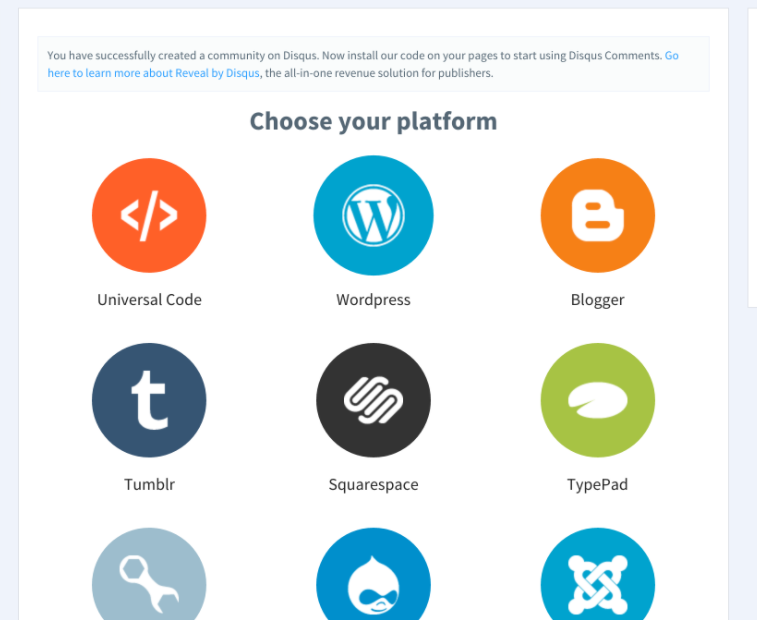 You have successfully created a community on Disqus. Now install our code on your pages to start using Disqus Comments. Go
here to learn more about Reveal by Disqus, the all-in-one revenue solution for publishers.
Choose your platform
Universal Code
Wordpress
Blogger
Tumblr
Squarespace
TypePad